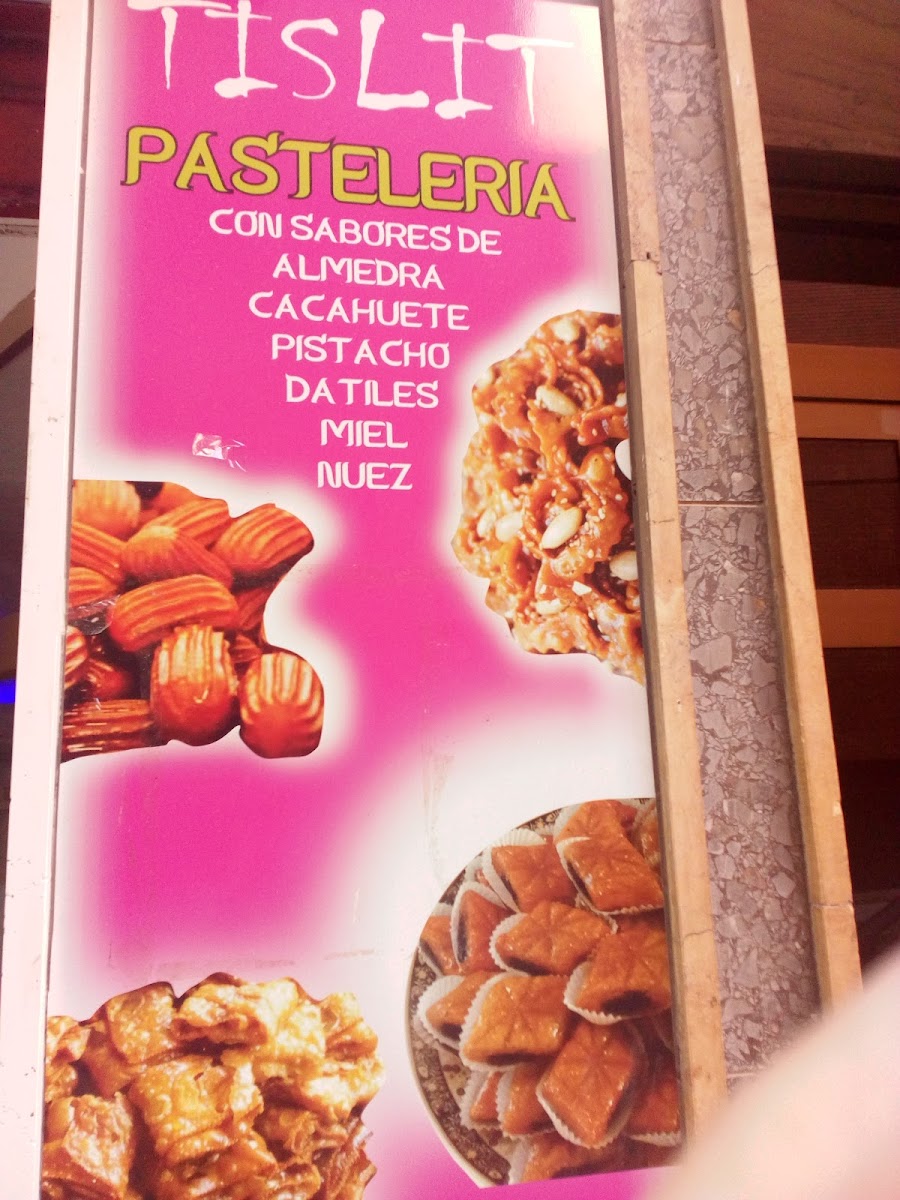 TISLIT
PASTELERIA
CON SABORES DE
ALMEDRA
CACAHUETE
PISTACHO
DATILES
MIEL
NUEZ